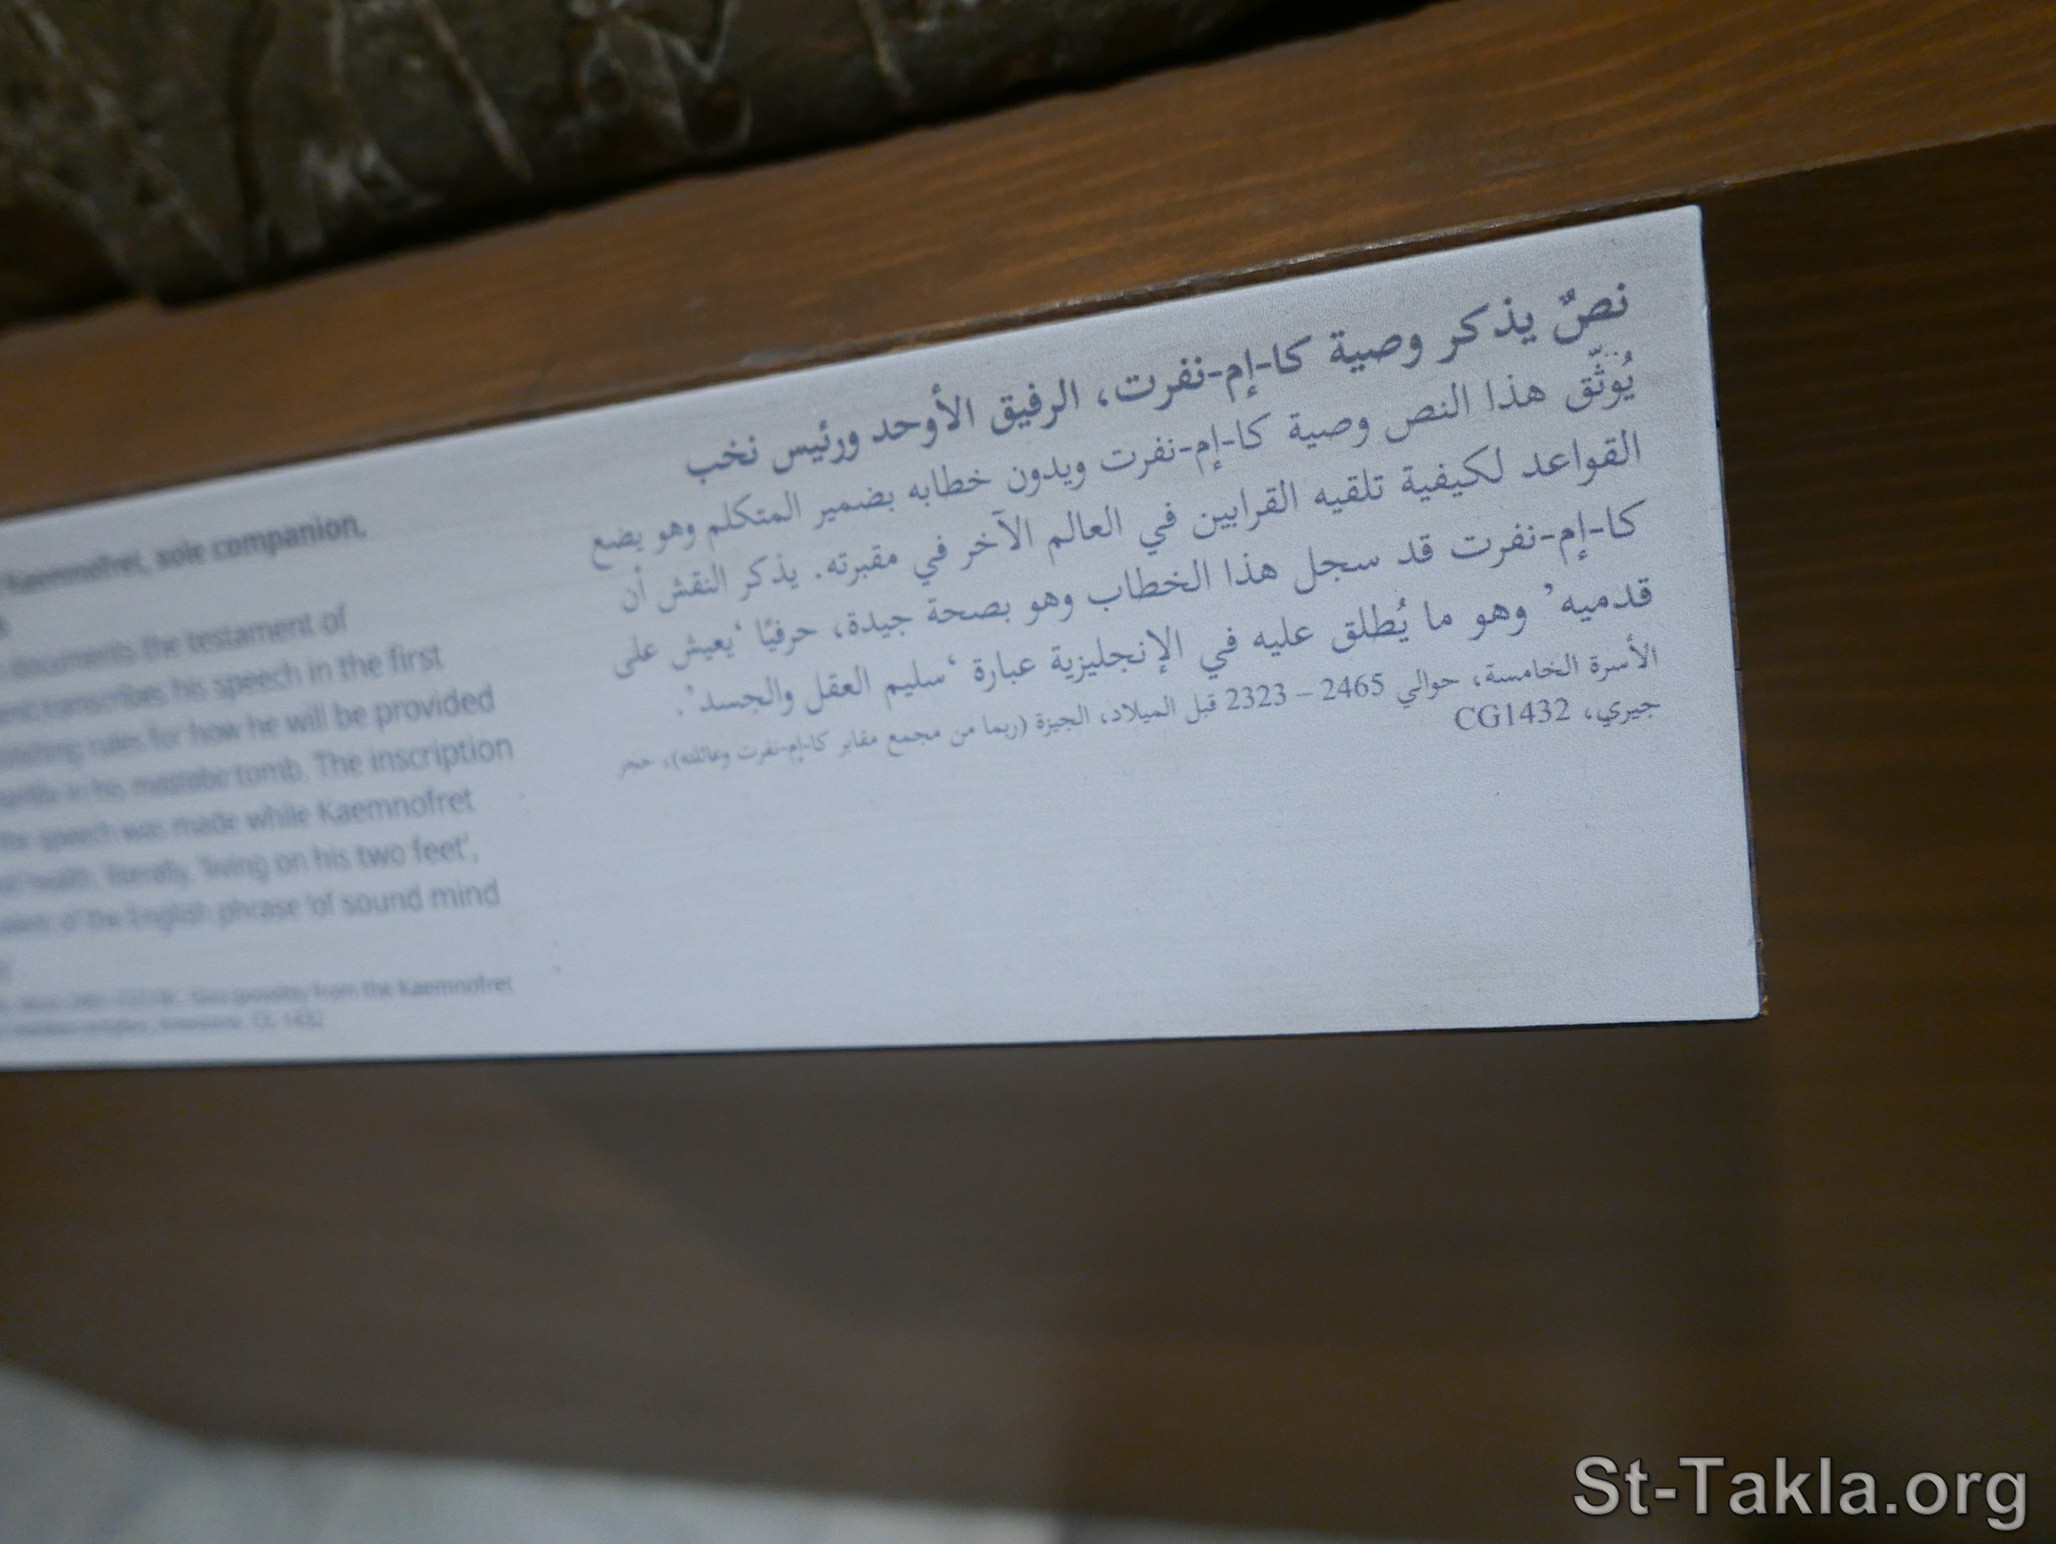 نصٌ يذكر وصية كا-إم-نفرت، الرفيق الأوحد ورئيس نخب
يُوثّق هذا النص وصية كا-إم-نفرت ويدون خطابه بضمير المتكلم وهو يضع
القواعد لكيفية تلقيه القرابين في العالم الآخر في مقبرته. يذكر النقش أن
كا-إم-نفرت قد سجل هذا الخطاب وهو بصحة جيدة، حرفيًا ‘يعيش على
قدميه’ وهو ما يُطلق عليه في الإنجليزية عبارة ‘سليم العقل والجسد’.
الأسرة الخامسة، حوالي 2465 – 2323 قبل الميلاد، الجيزة (ربما من مجمع مقابر كا-إم-نفرت وعائلته)، حجر
جيري، CG1432
Kaemnofret, sole companion,
documents the testament of
transcribes his speech in the first
rules for how he will be provided
in his mastaba tomb. The inscription
speech was made while Kaemnofret
health, literally, 'living on his two feet',
of the English phrase 'of sound mind
from the Kaemnofret
St-Takla.org